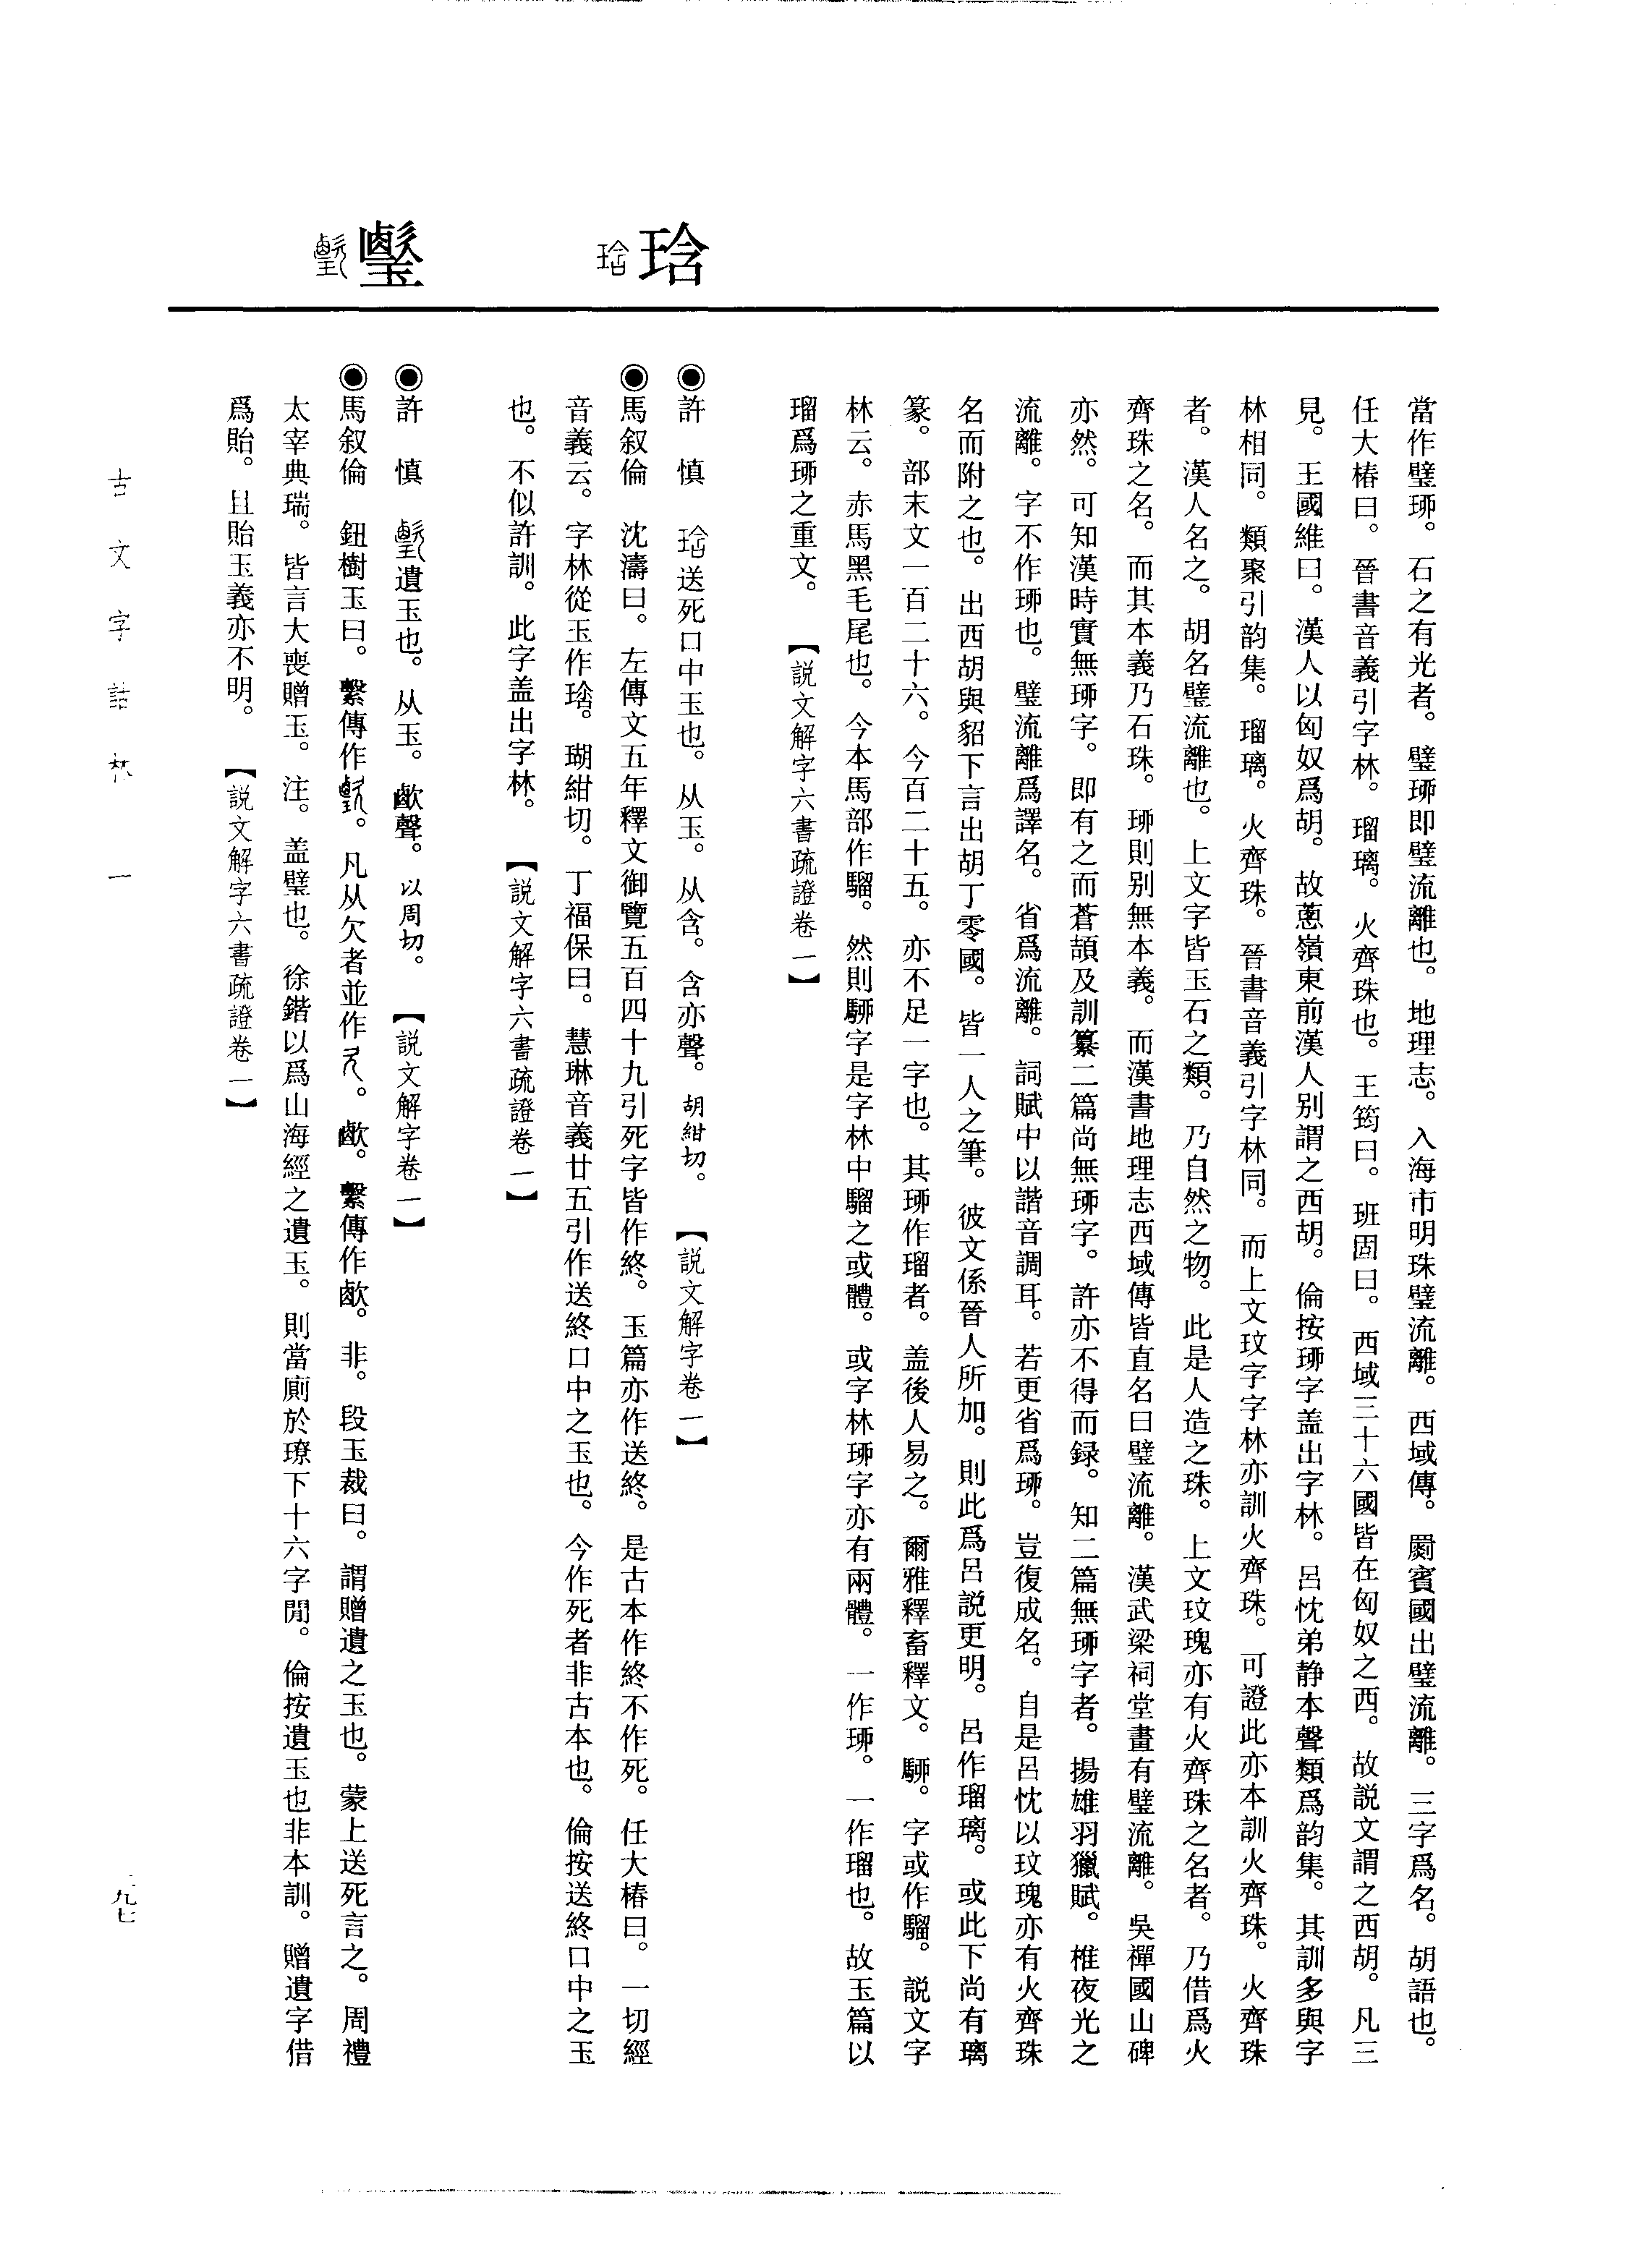 琀
當作璧珋。石之有光者。璧珋即璧流離也。地理志。入海市明珠璧流離。西域傳。罽賓國出璧流離。三字爲名。胡語也。
任大椿曰。晉書音義引字林。瑠璃。火齊珠也。王筠曰。班固曰。西域三十六國皆在匈奴之西。故説文謂之西胡。凡三
見。王國維曰。漢人以匈奴爲胡。故蔥嶺東前漢人别謂之西胡。倫按珋字盖出字林。呂忱弟静本聲類爲韵集。其訓多與字
林相同。類聚引韵集。瑠璃。火齊珠。晉書音義引字林同。而上文玟字字林亦訓火齊珠。可證此亦本訓火齊珠。火齊珠
者。漢人名之。胡名璧流離也。上文字皆玉石之類。乃自然之物。此是人造之珠。上文玟瑰亦有火齊珠之名者。乃借爲火
齊珠之名。而其本義乃石珠。珋則别無本義。而漢書地理志西域傳皆直名曰璧流離。漢武梁祠堂畫有璧流離。吳禪國山碑
亦然。可知漢時實無珋字。即有之而蒼頡及訓纂二篇尚無珋字。許亦不得而録。知二篇無珋字者。揚雄羽獵賦。椎夜光之
流離。字不作珋也。璧流離爲譯名。省爲流離。詞賦中以諧音調耳。若更省爲珋。豈復成名。自是呂忱以玟瑰亦有火齊珠
名而附之也。出西胡與貂下言出胡丁零國。皆一人之筆。彼文係晉人所加。則此爲呂説更明。呂作瑠璃。或此下尚有璃
篆。部末文一百二十六。今百二十五。亦不足一字也。其珋作瑠者。盖後人易之。爾雅釋畜釋文。駵。字或作騮。説文字
林云。赤馬黑毛尾也。今本馬部作騮。然則駵字是字林中騮之或體。或字林珋字亦有兩體。一作珋。一作瑠也。故玉篇以
瑠爲珋之重文。【説文解字六書疏證卷一】
◉許　慎　琀送死口中玉也。从玉。从含。含亦聲。胡紺切。【説文解字卷一】
◉馬叙倫　沈濤曰。左傳文五年釋文御覽五百四十九引死字皆作終。玉篇亦作送終。是古本作終不作死。任大椿曰。一切經
音義云。字林從玉作琀。瑚紺切。丁福保曰。慧琳音義廿五引作送終口中之玉也。今作死者非古本也。倫按送終口中之玉
也。不似許訓。此字盖出字林。【説文解字六書疏證卷一】
◉許　慎　遺玉也。从玉。歔聲。以周切。【説文解字卷一】
◉馬叙倫　鈕樹玉曰。繫傳作。凡从欠者並作。繫傳作。非。段玉裁曰。謂贈遺之玉也。蒙上送死言之。周禮
太宰典瑞。皆言大喪贈玉。注。盖璧也。徐鍇以爲山海經之遺玉。則當廁於璙下十六字閒。倫按遺玉也非本訓。贈遺字借
爲貽。且貽玉義亦不明。【説文解字六書疏證卷一】
古文字詁林　一
二九七